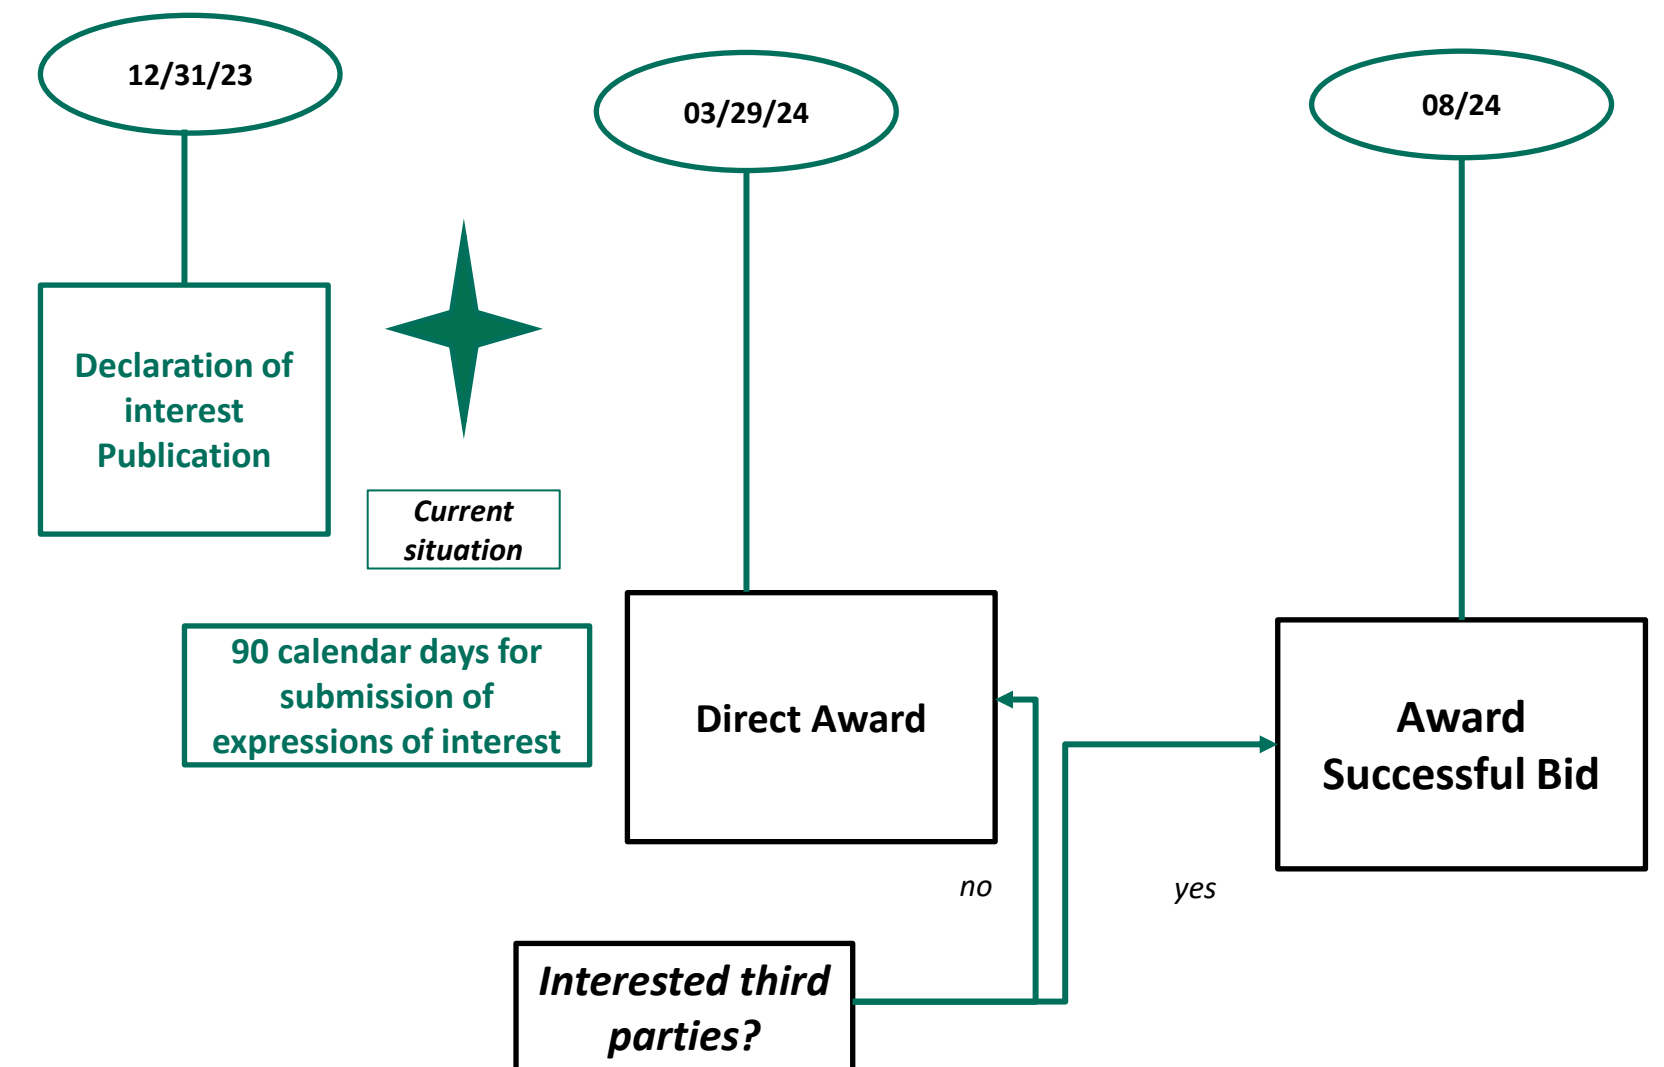 12/31/23
03/29/24
08/24
Declaration of
interest
Publication
Current
situation
90 calendar days for
submission of
expressions of interest
Direct Award
Award
Successful Bid
no
yes
Interested third
parties?